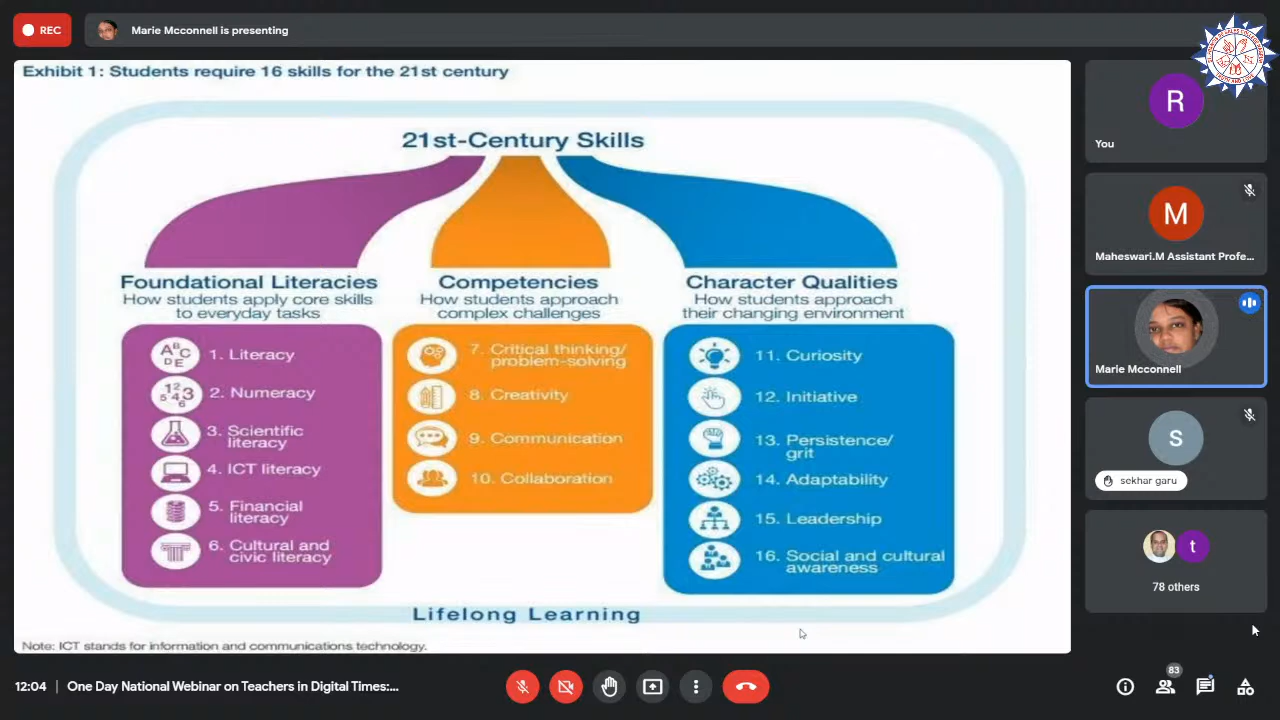 REC
Marie Mcconnell is presenting
Exhibit 1: Students require 16 skills for the 21st century
21st-Century Skills
Foundational Literacies
How students apply core skills
to everyday tasks
ABC
DE
1. Literacy
2. Numeracy
3. Scientific
literacy
4. ICT literacy
5. Financial
literacy
6. Cultural and
civic literacy
Competencies
How students approach
complex challenges
7. Critical thinking/
problem-solving
8. Creativity
9. Communication
10. Collaboration
Character Qualities
How students approach
their changing environment
11. Curiosity
12. Initiative
13. Persistence/
grit
14. Adaptability
15. Leadership
16. Social and cultural
awareness
Lifelong Learning
Note: ICT stands for information and communications technology.
R
You
M
Maheswari.M Assistant Profe...
Marie Mcconnell
s
sekhar garu
t
78 others
12:04
One Day National Webinar on Teachers in Digital Times:...
83